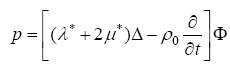 p = [(λ* + 2μ*)Δ − ρ₀ ∂/∂t]Φ